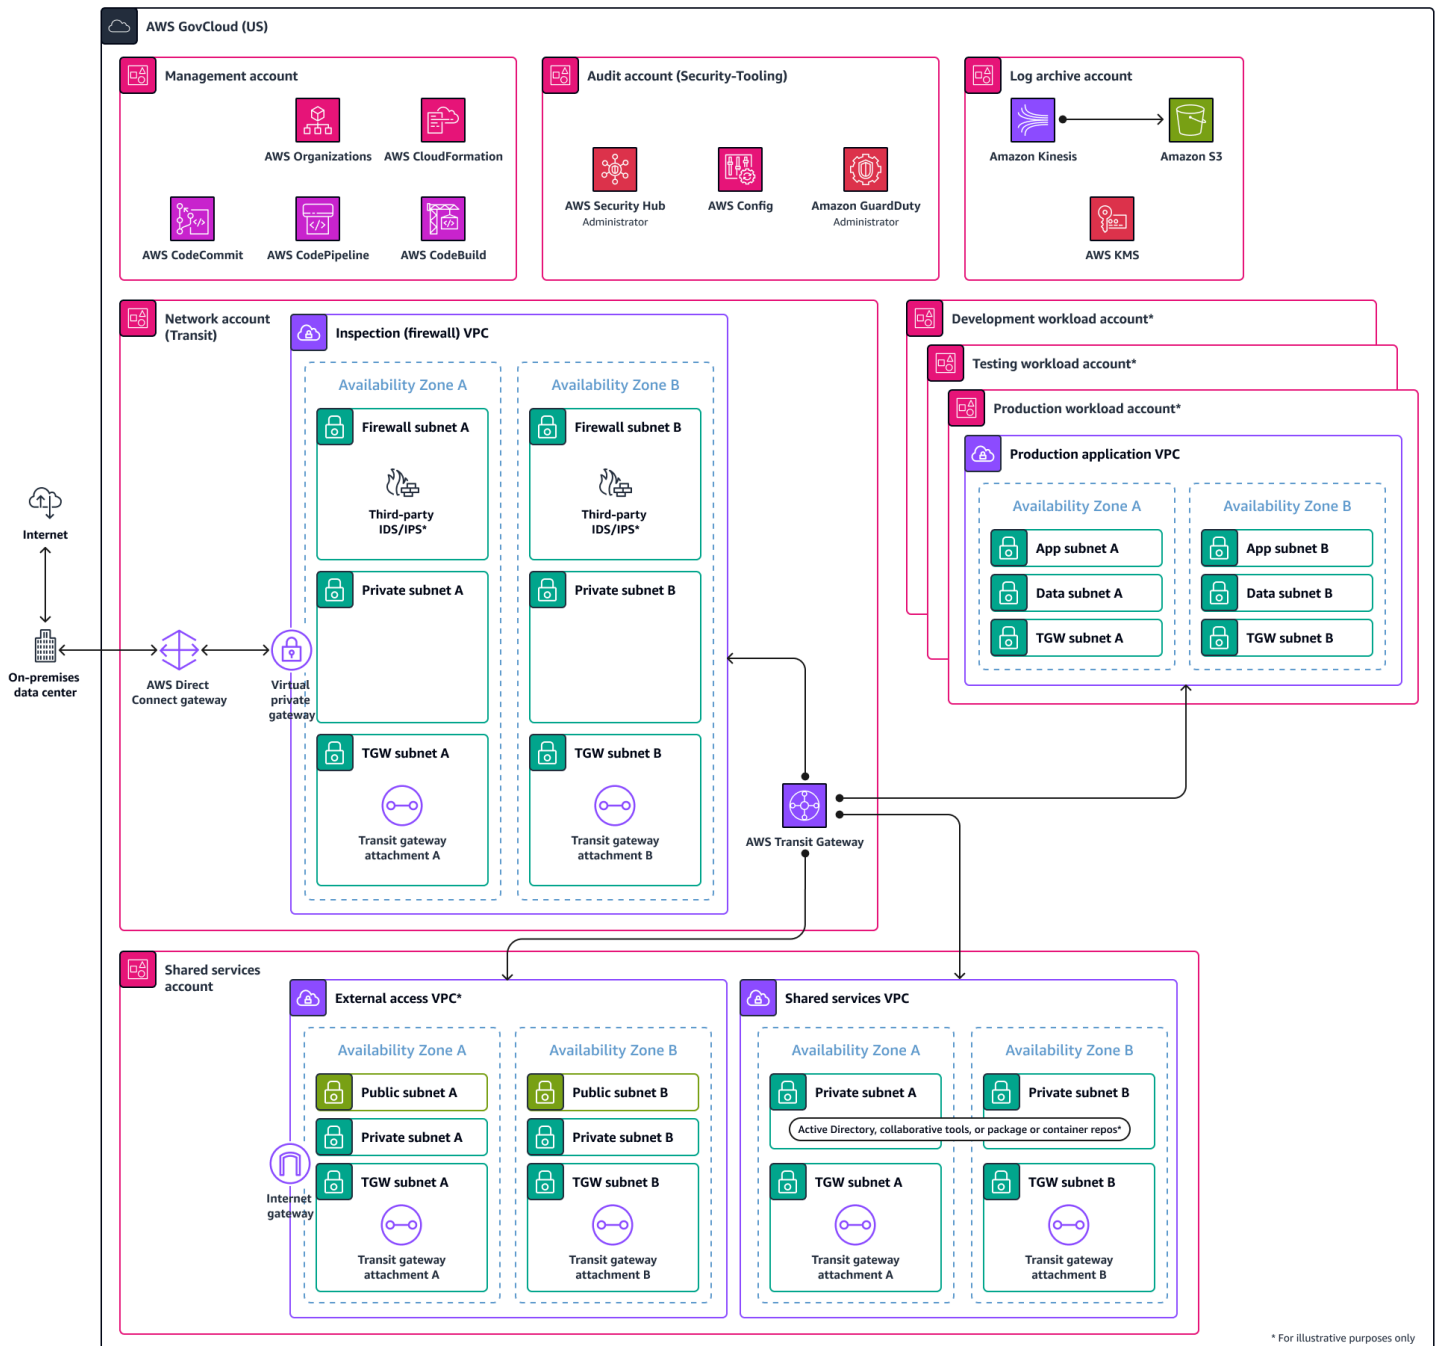 AWS GovCloud (US)
Management account
AWS Organizations
AWS CloudFormation
AWS CodeCommit
AWS CodePipeline
AWS CodeBuild
Audit account (Security-Tooling)
AWS Security Hub
Administrator
AWS Config
Amazon GuardDuty
Administrator
Log archive account
Amazon Kinesis
Amazon S3
AWS KMS
Internet
On-premises
data center
Network account
(Transit)
AWS Direct
Connect gateway
Virtual
private
gateway
Inspection (firewall) VPC
Availability Zone A
Firewall subnet A
Third-party
IDS/IPS*
Private subnet A
TGW subnet A
Transit gateway
attachment A
Availability Zone B
Firewall subnet B
Third-party
IDS/IPS*
Private subnet B
TGW subnet B
Transit gateway
attachment B
AWS Transit Gateway
Development workload account*
Testing workload account*
Production workload account*
Production application VPC
Availability Zone A
App subnet A
Data subnet A
TGW subnet A
Availability Zone B
App subnet B
Data subnet B
TGW subnet B
Shared services
account
External access VPC*
Internet
gateway
Availability Zone A
Public subnet A
Private subnet A
TGW subnet A
Transit gateway
attachment A
Availability Zone B
Public subnet B
Private subnet B
TGW subnet B
Transit gateway
attachment B
Shared services VPC
Availability Zone A
Private subnet A
Availability Zone B
Private subnet B
Active Directory, collaborative tools, or package or container repos*
TGW subnet A
Transit gateway
attachment A
TGW subnet B
Transit gateway
attachment B
* For illustrative purposes only